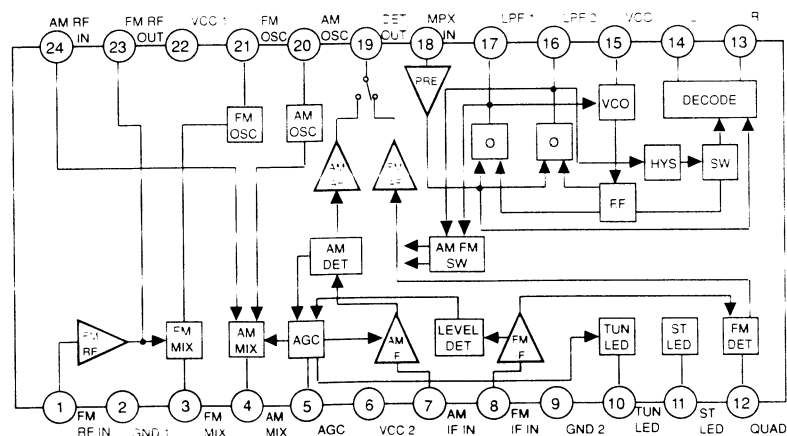 AM RF IN
FM RF OUT
VCC 1
FM OSC
AM OSC
DET OUT
MPX IN
LPF 1
LPF 2
VCC
R
24 23 22 21 20 19 18 17 16 15 14 13
PRE
FM OSC
AM OSC
VCO
DECODE
O
O
HYS
SW
F.F
AM
AM DET
AM FM SW
FM RF
FM MIX
AM MIX
AGC
AM
LEVEL DET
FM
TUN LED
ST LED
FM DET
1 2 3 4 5 6 7 8 9 10 11 12
FM RF IN
GND 1
FM MIX
AM MIX
AGC
VCC 2
AM IF IN
FM IF IN
GND 2
TUN LED
ST LED
QUAD